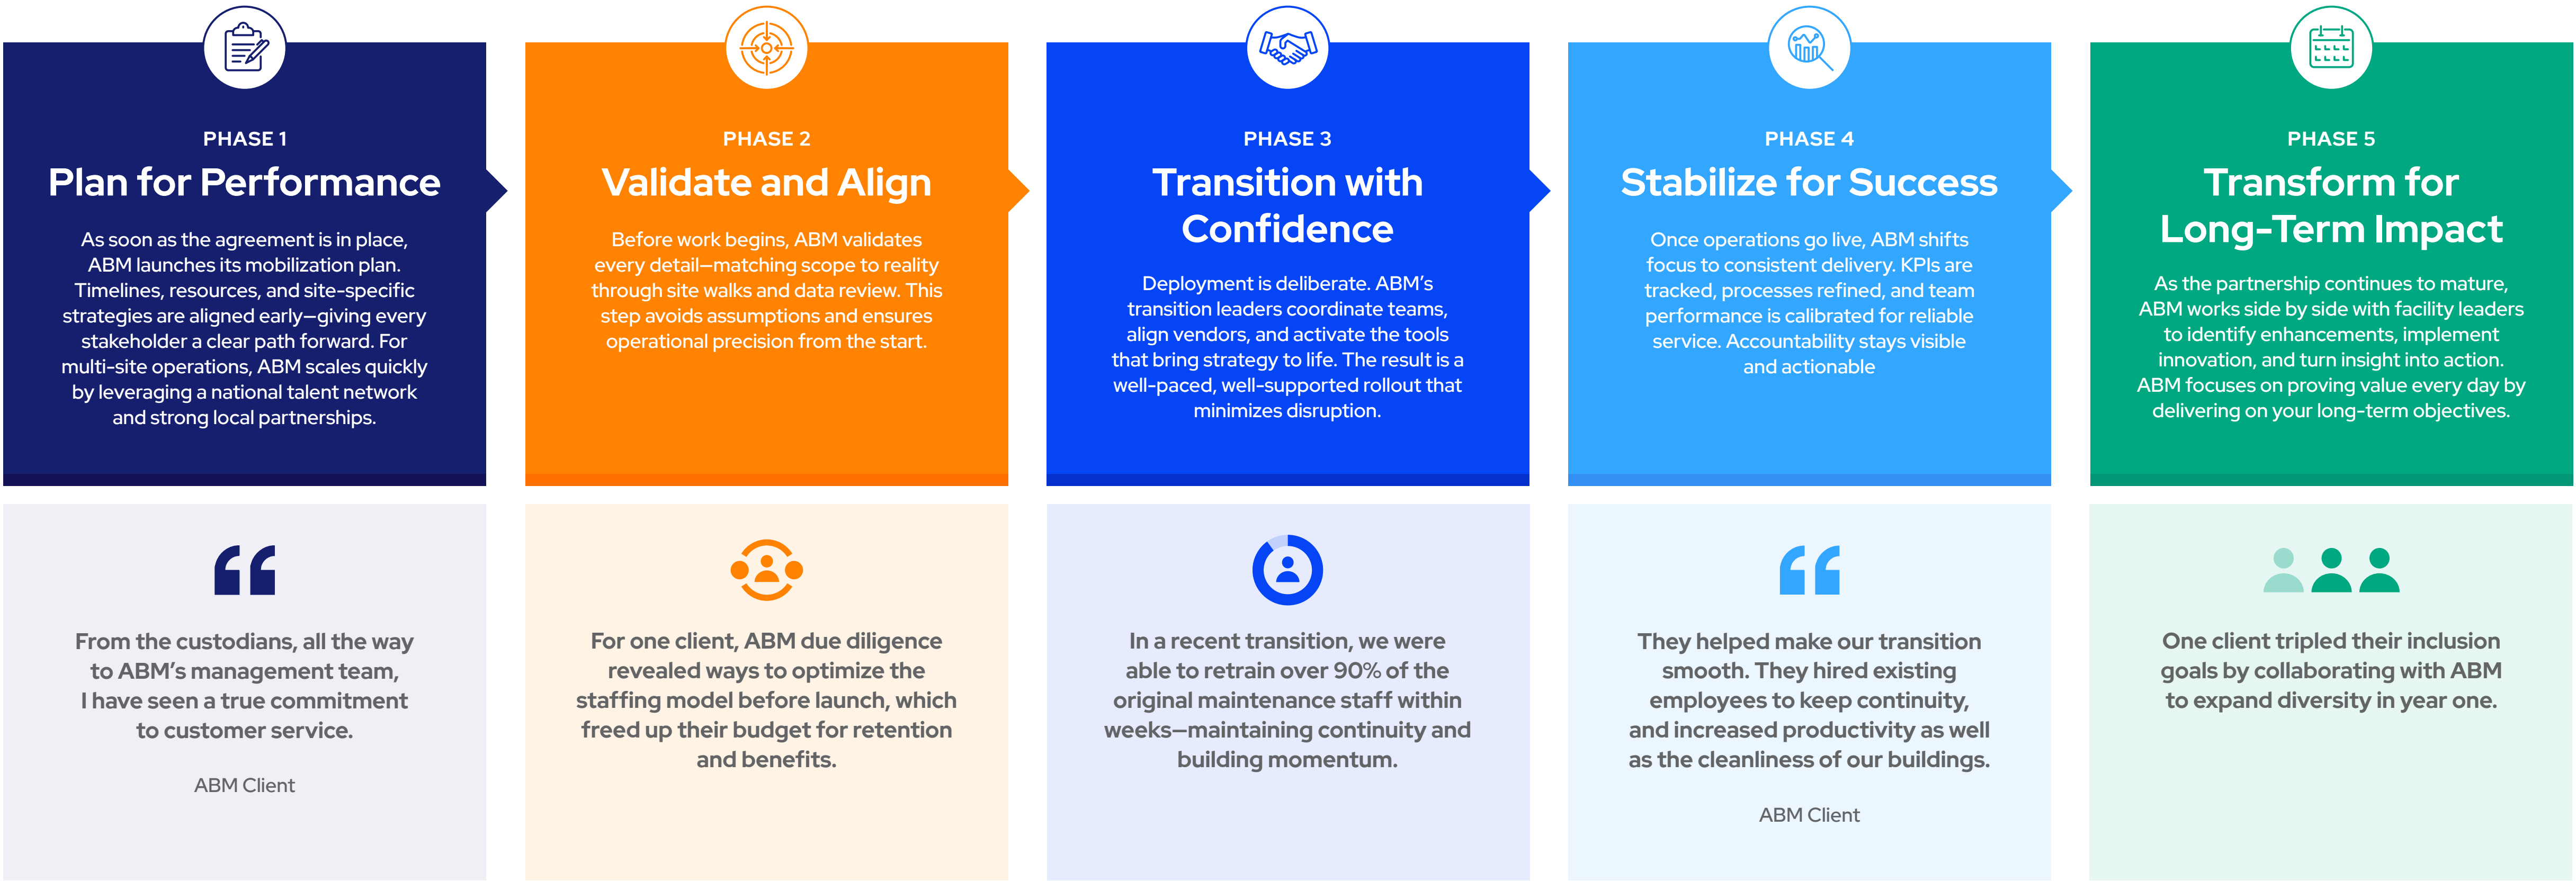 PHASE 1
Plan for Performance
As soon as the agreement is in place,
ABM launches its mobilization plan.
Timelines, resources, and site-specific
strategies are aligned early—giving every
stakeholder a clear path forward. For
multi-site operations, ABM scales quickly
by leveraging a national talent network
and strong local partnerships.
From the custodians, all the way
to ABM's management team,
I have seen a true commitment
to customer service.
ABM Client
PHASE 2
Validate and Align
Before work begins, ABM validates
every detail—matching scope to reality
through site walks and data review. This
step avoids assumptions and ensures
operational precision from the start.
For one client, ABM due diligence
revealed ways to optimize the
staffing model before launch, which
freed up their budget for retention
and benefits.
PHASE 3
Transition with
Confidence
Deployment is deliberate. ABM's
transition leaders coordinate teams,
align vendors, and activate the tools
that bring strategy to life. The result is a
well-paced, well-supported rollout that
minimizes disruption.
In a recent transition, we were
able to retrain over 90% of the
original maintenance staff within
weeks—maintaining continuity and
building momentum.
PHASE 4
Stabilize for Success
Once operations go live, ABM shifts
focus to consistent delivery. KPIs are
tracked, processes refined, and team
performance is calibrated for reliable
service. Accountability stays visible
and actionable
They helped make our transition
smooth. They hired existing
employees to keep continuity,
and increased productivity as well
as the cleanliness of our buildings.
ABM Client
PHASE 5
Transform for
Long-Term Impact
As the partnership continues to mature,
ABM works side by side with facility leaders
to identify enhancements, implement
innovation, and turn insight into action.
ABM focuses on proving value every day by
delivering on your long-term objectives.
One client tripled their inclusion
goals by collaborating with ABM
to expand diversity in year one.